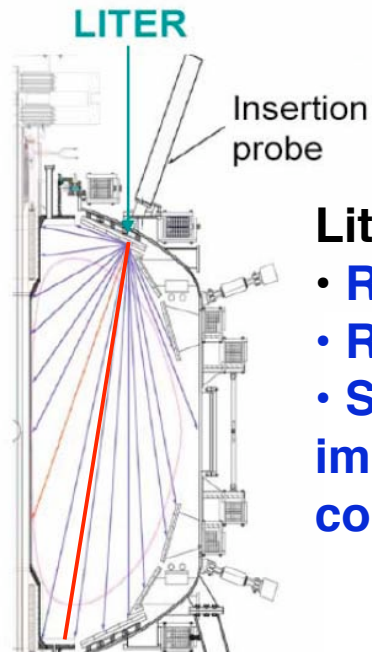 LITER
Insertion
probe
Lit
• R
• R
• S
im
co